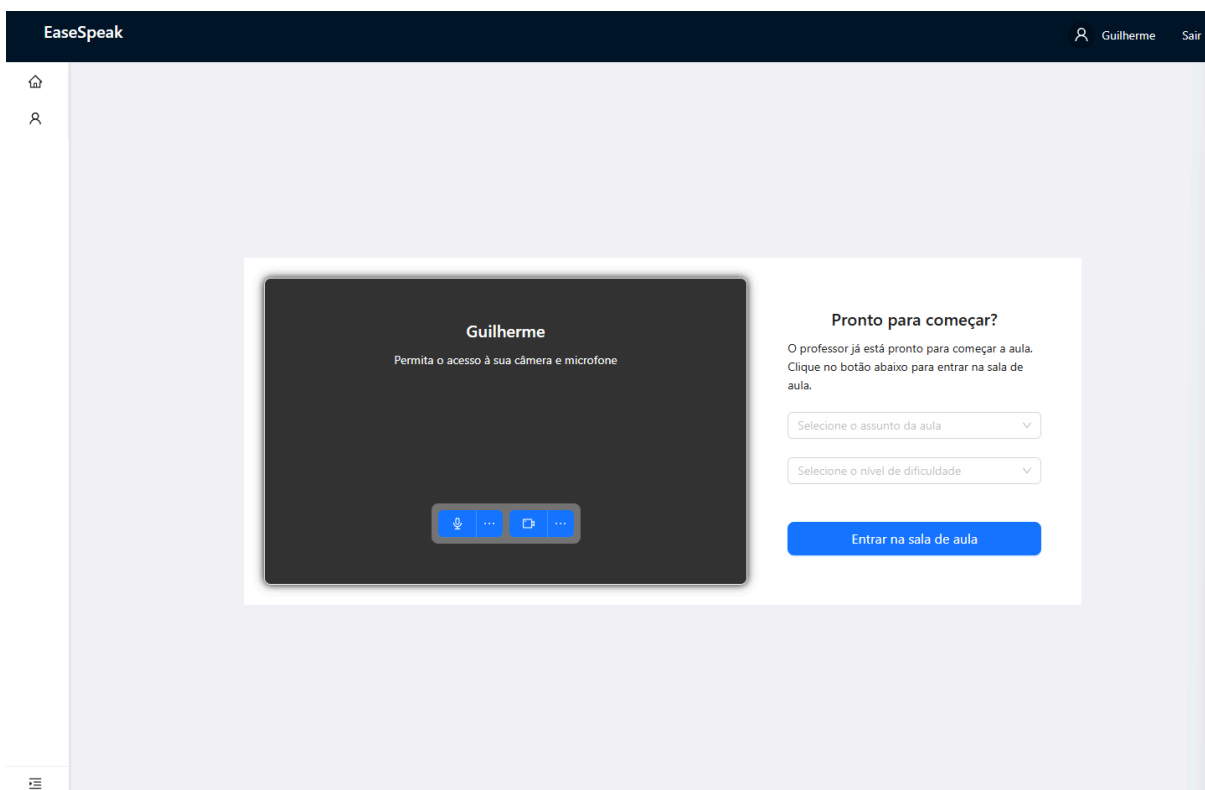 EaseSpeak
Guilherme
Sair
Guilherme
Permita o acesso à sua câmera e microfone
Pronto para começar?
O professor já está pronto para começar a aula.
Clique no botão abaixo para entrar na sala de
aula.
Selecione o assunto da aula
Selecione o nível de dificuldade
Entrar na sala de aula